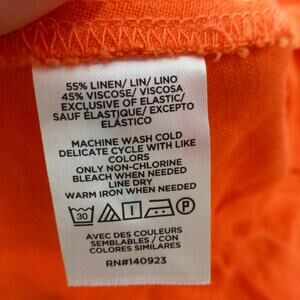 55% LINEN/ LIN/ LINO
45% VISCOSE/ VISCOSA
EXCLUSIVE OF ELASTIC/
SAUF ÉLASTIQUE/ EXCEPTO
ELÁSTICO
MACHINE WASH COLD
DELICATE CYCLE WITH LIKE
COLORS
ONLY NON-CHLORINE
BLEACH WHEN NEEDED
LINE DRY
WARM IRON WHEN NEEDED
30 P
AVEC DES COULEURS
SEMBLABLES / CON
COLORES SIMILARES
RN#140923